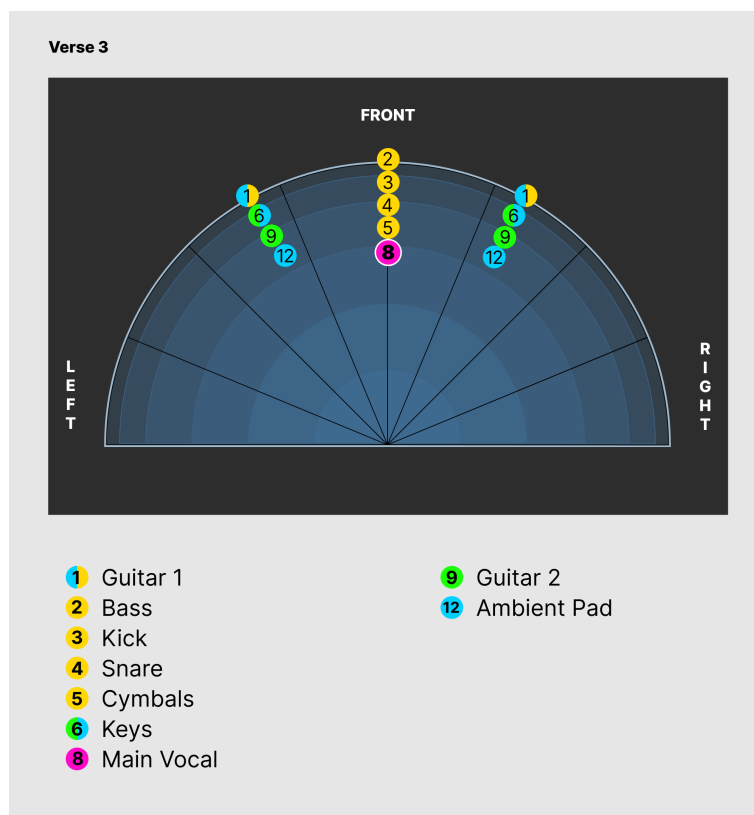 Verse 3
FRONT
2
1 3 1
6 4 6
9 5 9
12 8 12
LEFT
RIGHT
1 Guitar 1
2 Bass
3 Kick
4 Snare
5 Cymbals
6 Keys
8 Main Vocal
9 Guitar 2
12 Ambient Pad